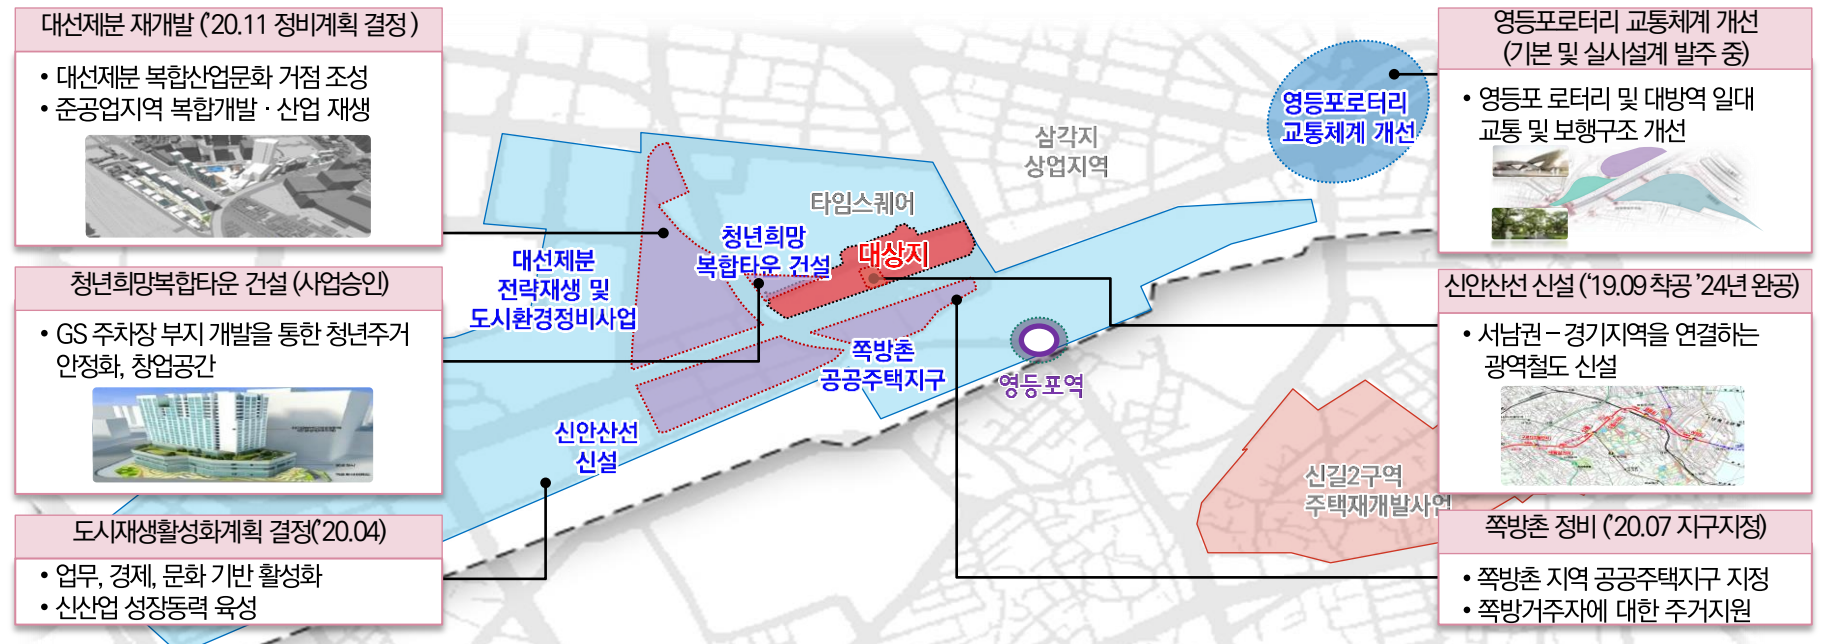 대선제분 재개발 ('20.11 정비계획 결정 )
• 대선제분 복합산업문화 거점 조성
• 준공업지역 복합개발 · 산업 재생
청년희망복합타운 건설 (사업승인)
• GS 주차장 부지 개발을 통한 청년주거
안정화, 창업공간
도시재생활성화계획 결정('20.04)
• 업무, 경제, 문화 기반 활성화
• 신산업 성장동력 육성
삼각지
상업지역
타임스퀘어
청년희망
복합타운 건설
대상지
대선제분
전략재생 및
도시환경정비사업
쪽방촌
공공주택지구
영등포역
신안산선
신설
신길2구역
주택재개발사업
영등포로터리
교통체계 개선
영등포로터리 교통체계 개선
(기본 및 실시설계 발주 중)
• 영등포 로터리 및 대방역 일대
교통 및 보행구조 개선
신안산선 신설 ('19.09 착공 '24년 완공)
• 서남권 – 경기지역을 연결하는
광역철도 신설
쪽방촌 정비 ('20.07 지구지정)
• 쪽방촌 지역 공공주택지구 지정
• 쪽방거주자에 대한 주거지원